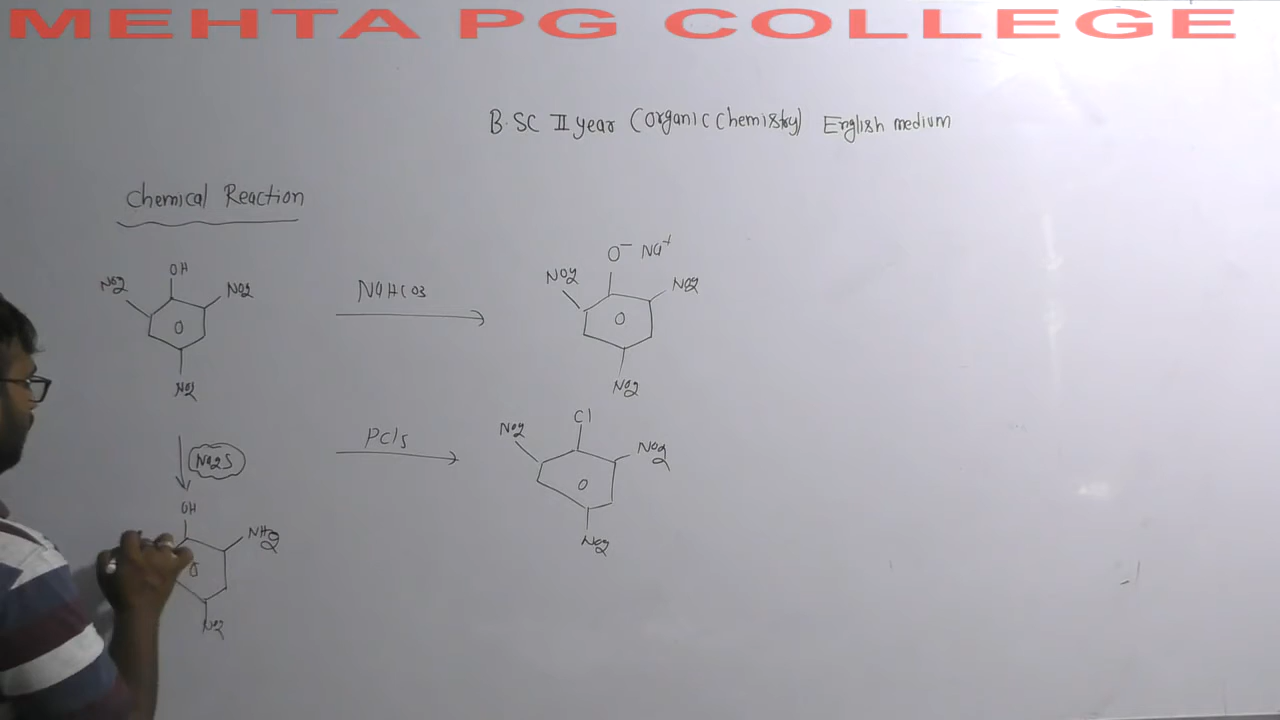 MEHTA PG COLLEGE
B.SC II year (Organic Chemistry) English medium
Chemical Reaction
OH
NO2 NO2
NO2
NaHCO3
O- Na+
NO2 NO2
NO2
Na2S
PCl5
Cl
NO2 NO2
NO2
OH
NH2
NO2